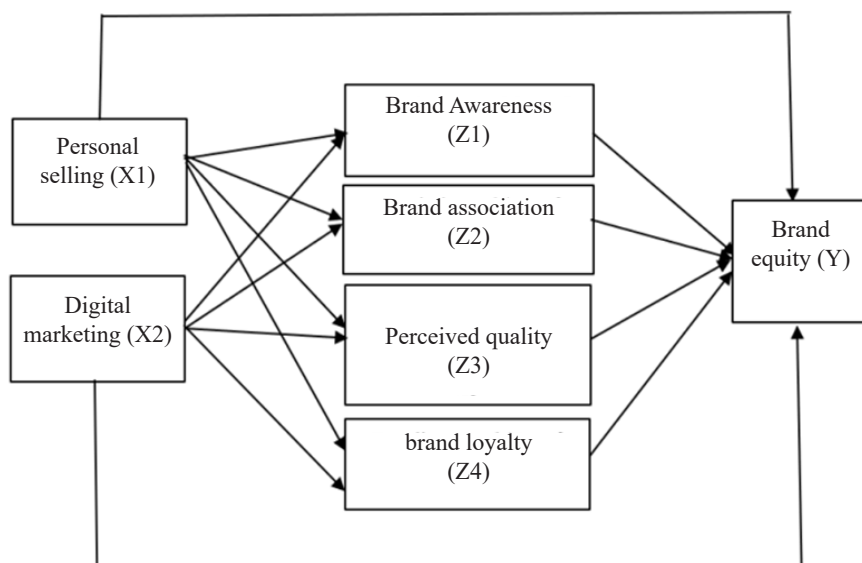 Personal
selling (X1)
Digital
marketing (X2)
Brand Awareness
(Z1)
Brand association
(Z2)
Perceived quality
(Z3)
brand loyalty
(Z4)
Brand
equity (Y)